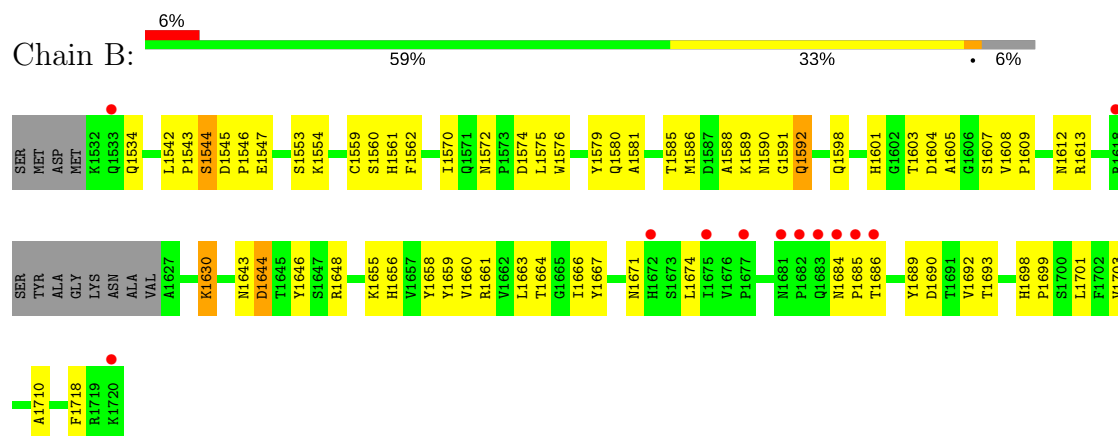 6%
Chain B:
59% 33% • 6%
SER MET ASP MET K1532 Q1533 Q1534 L1542 P1543 S1544 D1545 P1546 E1547 S1553 K1554 C1559 S1560 H1561 F1562 I1570 Q1571 N1572 P1573 D1574 L1575 W1576 Y1579 Q1580 A1581 T1585 M1586 D1587 A1588 K1589 N1590 G1591 Q1592 Q1598 H1601 G1602 T1603 D1604 A1605 G1606 S1607 V1608 P1609 N1612 R1613 R1618
SER TYR ALA GLY LYS ASN ALA VAL A1627 K1630 N1643 D1644 T1645 Y1646 S1647 R1648 K1655 H1656 V1657 Y1658 Y1659 V1660 R1661 V1662 L1663 T1664 G1665 I1666 Y1667 N1671 H1672 S1673 L1674 I1675 V1676 P1677 N1681 P1682 Q1683 N1684 P1685 T1686 Y1689 D1690 T1691 V1692 T1693 H1698 P1699 S1700 L1701 F1702 V1703
A1710 F1718 R1719 K1720